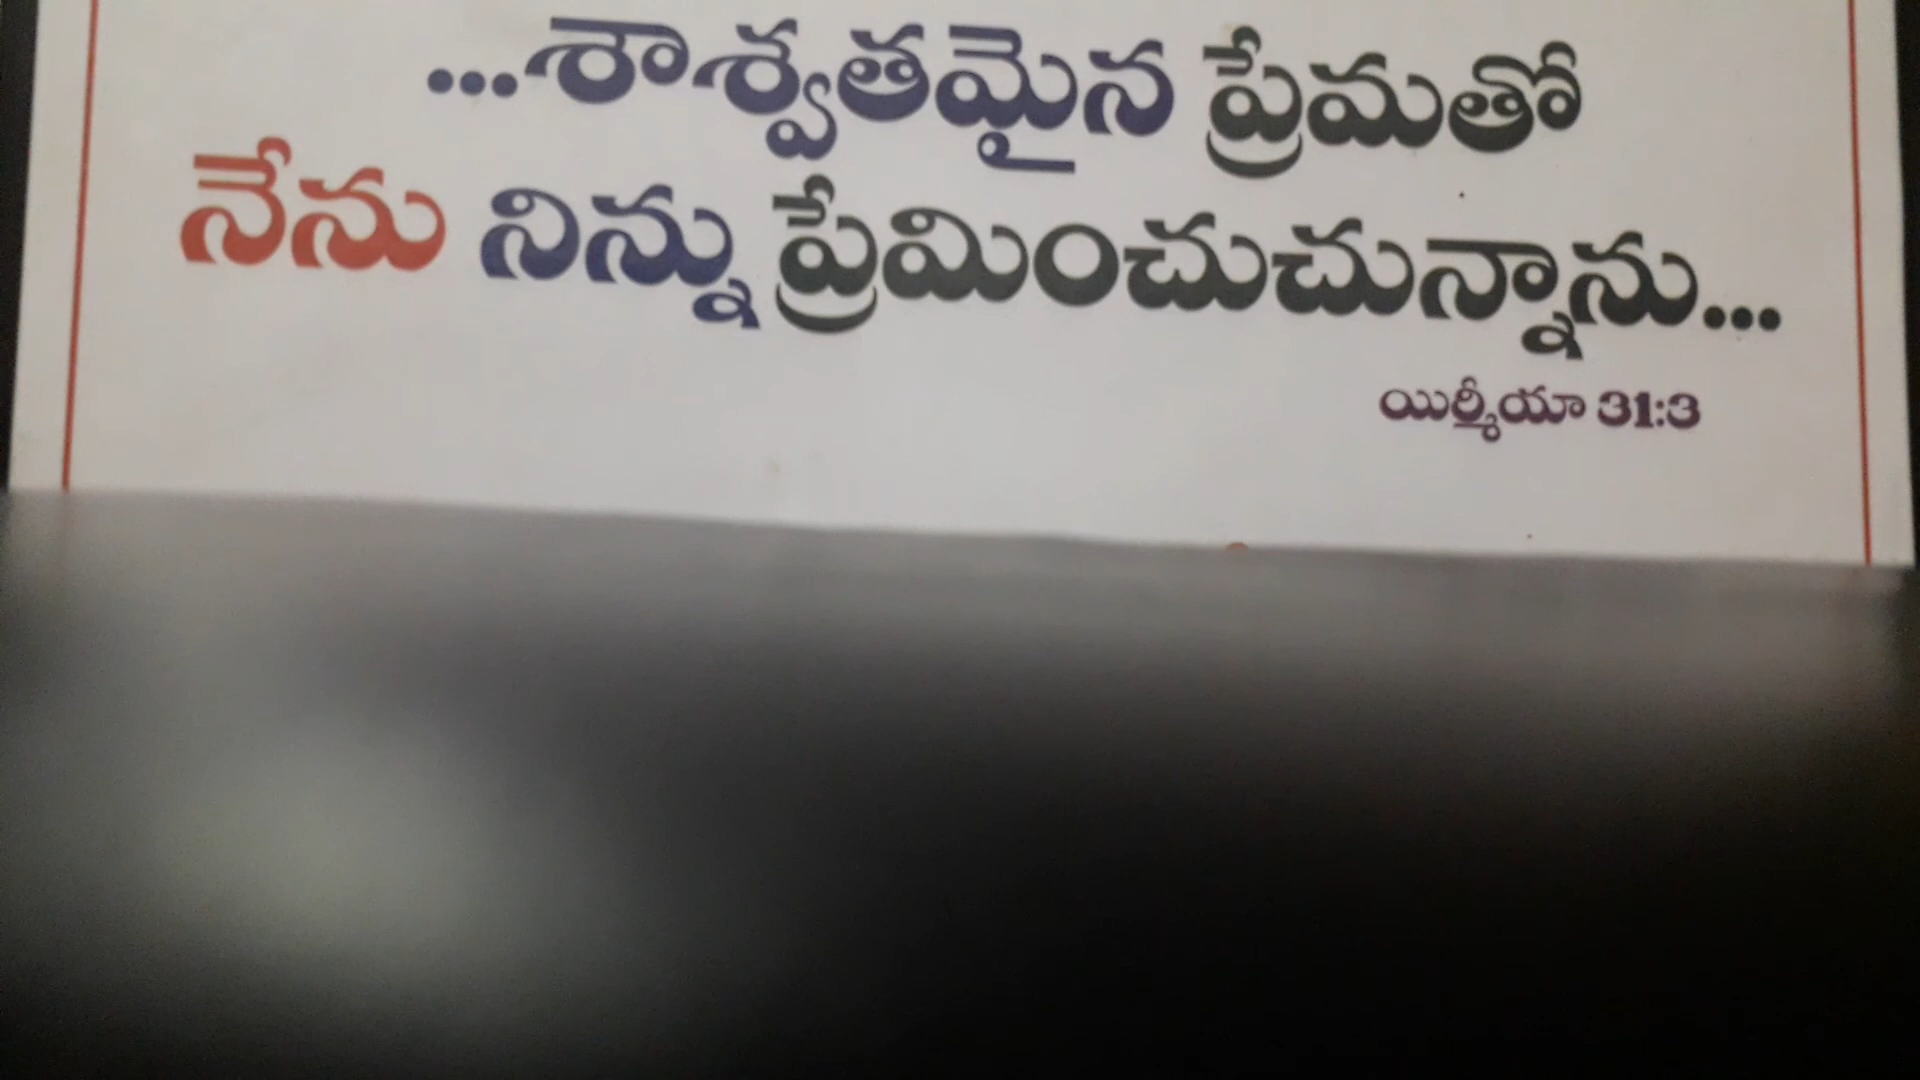 ...శాశ్వతమైన ప్రేమతో
నేను నిన్ను ప్రేమించుచున్నాను...
యిర్మీయా 31:3